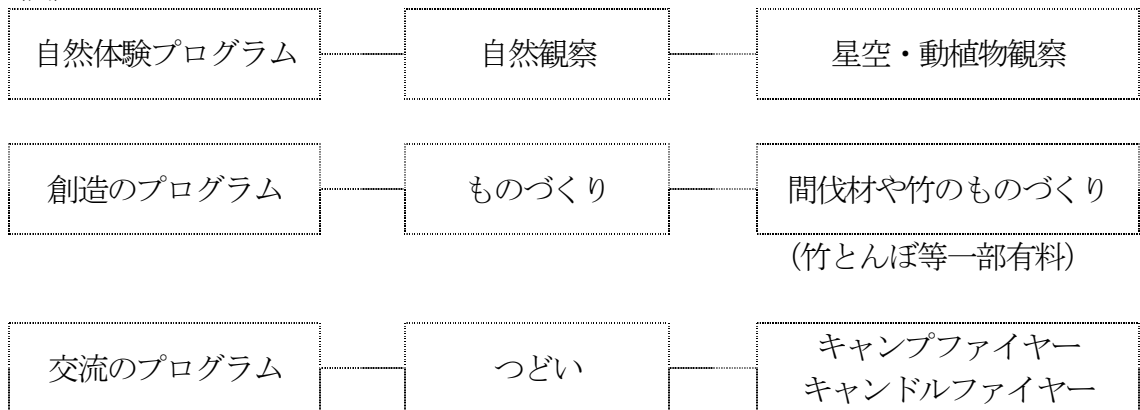 自然体験プログラム 自然観察 星空・動植物観察
創造のプログラム ものづくり 間伐材や竹のものづくり
(竹とんぼ等一部有料)
交流のプログラム つどい キャンプファイヤー
キャンドルファイヤー